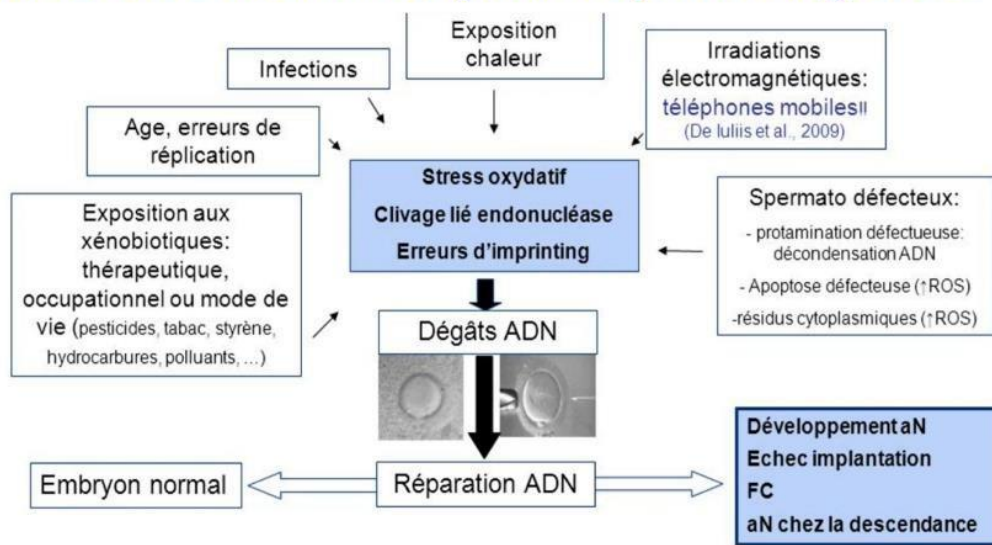 Exposition
chaleur
Infections
Irradiations
électromagnétiques:
téléphones mobiles!!
(De Iuliis et al., 2009)
Age, erreurs de
réplication
Stress oxydatif
Clivage lié endonucléase
Erreurs d'imprinting
Exposition aux
xénobiotiques:
thérapeutique,
occupationnel ou mode de
vie (pesticides, tabac, styrène,
hydrocarbures, polluants, ...)
Spermato défecteux:
- protamination défectueuse:
décondensation ADN
- Apoptose défecteuse (↑ROS)
-résidus cytoplasmiques (↑ROS)
Dégâts ADN
Embryon normal
Réparation ADN
Développement aN
Echec implantation
FC
aN chez la descendance